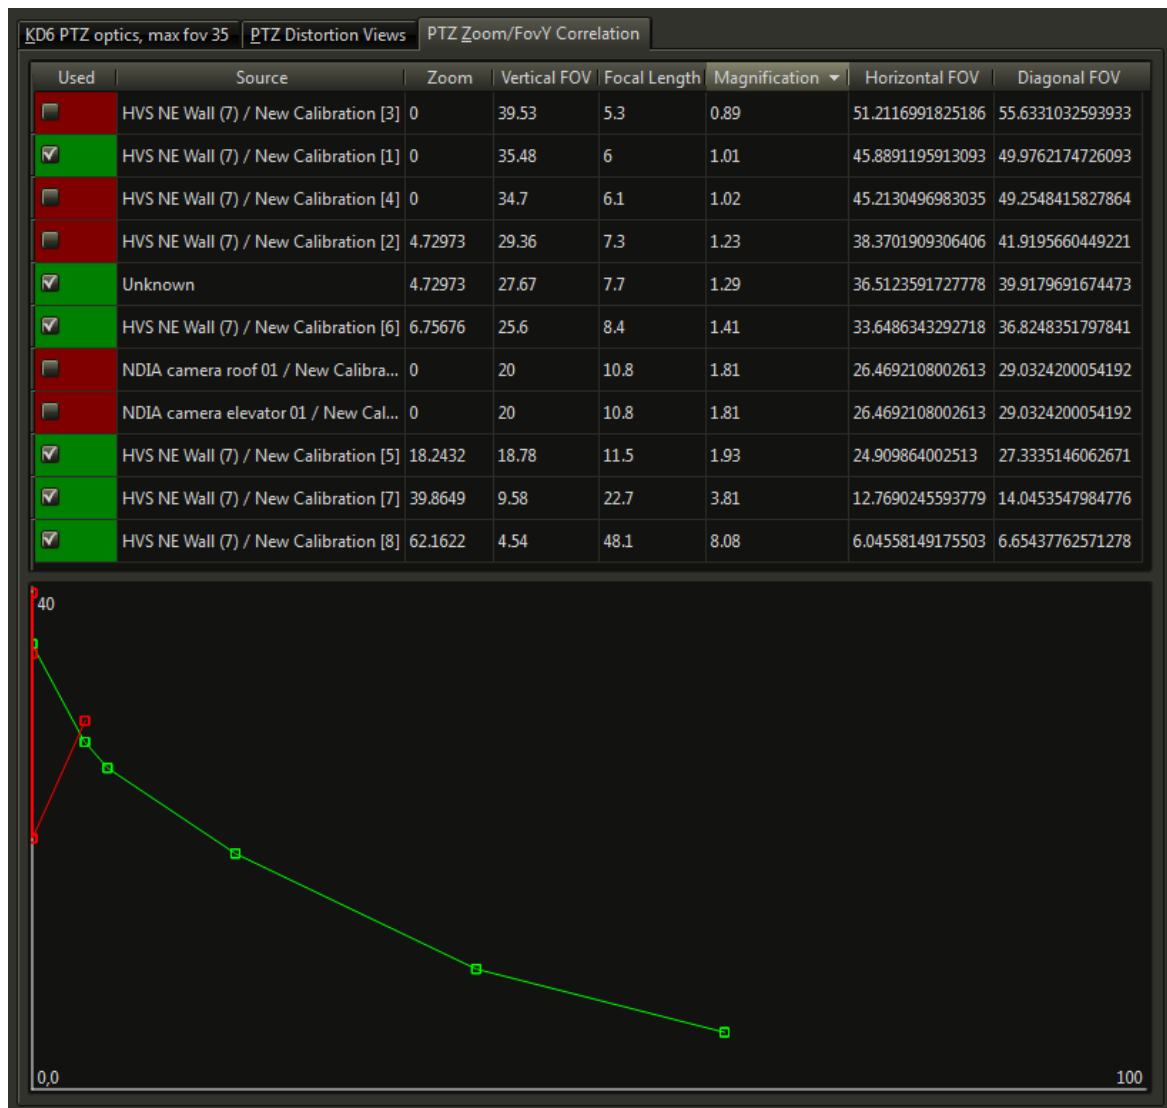 KD6 PTZ optics, max fov 35 PTZ Distortion Views PTZ Zoom/FovY Correlation
Used Source Zoom Vertical FOV Focal Length Magnification Horizontal FOV Diagonal FOV
HVS NE Wall (7) / New Calibration [3] 0 39.53 5.3 0.89 51.2116991825186 55.6331032593933
HVS NE Wall (7) / New Calibration [1] 0 35.48 6 1.01 45.8891195913093 49.9762174726093
HVS NE Wall (7) / New Calibration [4] 0 34.7 6.1 1.02 45.2130496983035 49.2548415827864
HVS NE Wall (7) / New Calibration [2] 4.72973 29.36 7.3 1.23 38.3701909306406 41.9195660449221
Unknown 4.72973 27.67 7.7 1.29 36.5123591727778 39.9179691674473
HVS NE Wall (7) / New Calibration [6] 6.75676 25.6 8.4 1.41 33.6486343292718 36.8248351797841
NDIA camera roof 01 / New Calibra... 0 20 10.8 1.81 26.4692108002613 29.0324200054192
NDIA camera elevator 01 / New Cal... 0 20 10.8 1.81 26.4692108002613 29.0324200054192
HVS NE Wall (7) / New Calibration [5] 18.2432 18.78 11.5 1.93 24.909864002513 27.3335146062671
HVS NE Wall (7) / New Calibration [7] 39.8649 9.58 22.7 3.81 12.7690245593779 14.0453547984776
HVS NE Wall (7) / New Calibration [8] 62.1622 4.54 48.1 8.08 6.04558149175503 6.65437762571278
40
0,0 100